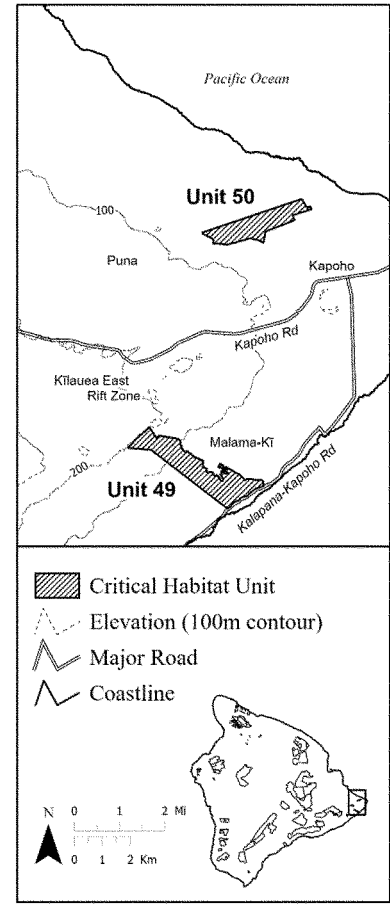 Pacific Ocean
Unit 50
100
Puna
Kapoho
Kapoho Rd
Kīlauea East
Rift Zone
Malama-Kī
200
Unit 49
Kalapana-Kapoho Rd
Critical Habitat Unit
Elevation (100m contour)
Major Road
Coastline
N
0 1 2 Mi
0 1 2 Km